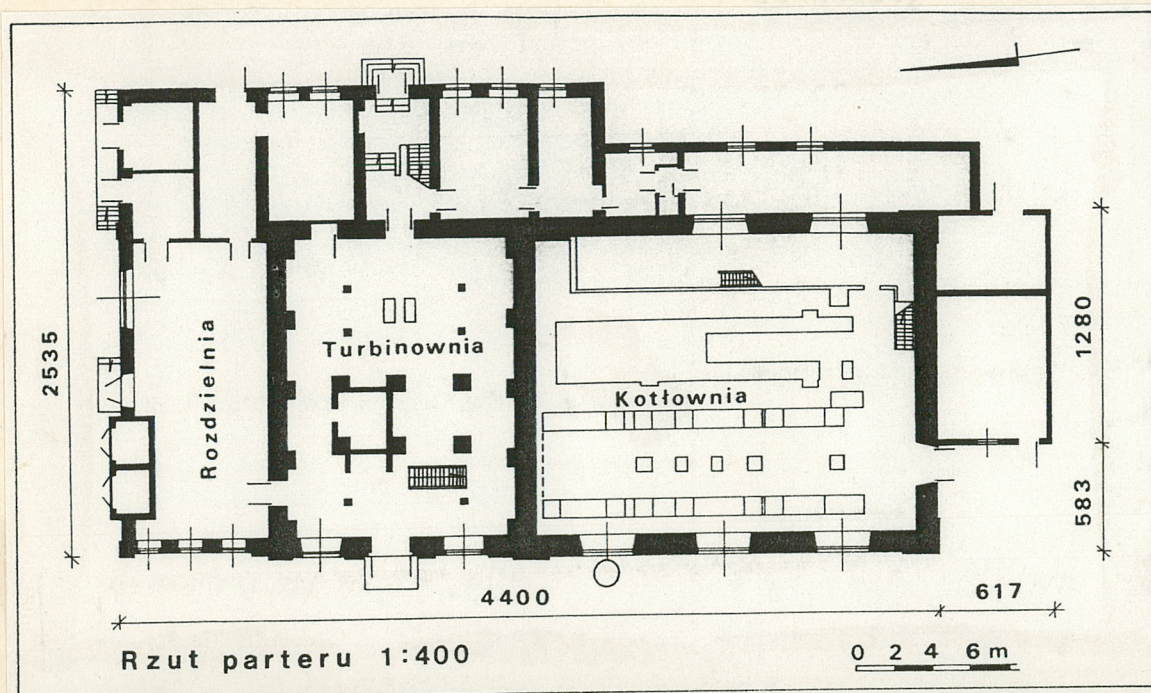 2535
Rozdzielnia
Turbinownia
Kotłownia
1280
583
4400
617
Rzut parteru 1:400
0 2 4 6 m